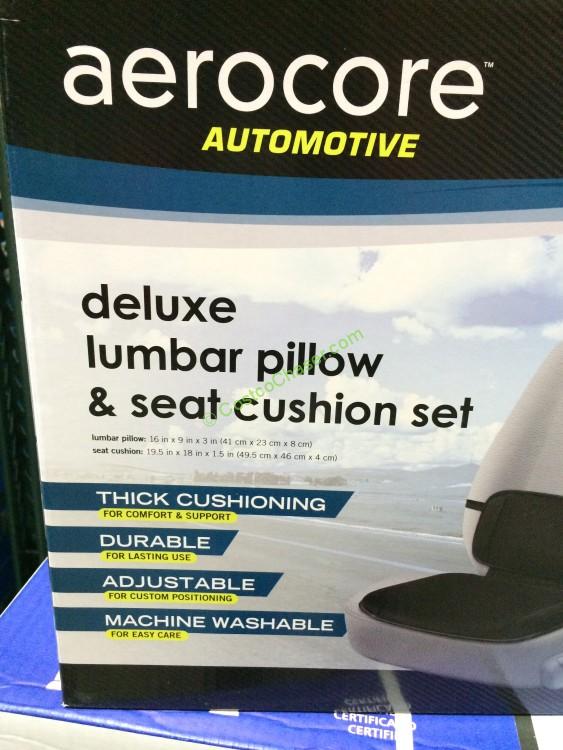 aerocore™
AUTOMOTIVE
deluxe
lumbar pillow
& seat cushion set
© CostcoChaser.com
lumbar pillow: 16 in x 9 in x 3 in (41 cm x 23 cm x 8 cm)
seat cushion: 19.5 in x 18 in x 1.5 in (49.5 cm x 46 cm x 4 cm)
THICK CUSHIONING
FOR COMFORT & SUPPORT
DURABLE
FOR LASTING USE
ADJUSTABLE
FOR CUSTOM POSITIONING
MACHINE WASHABLE
FOR EASY CARE
CERTIFICADO